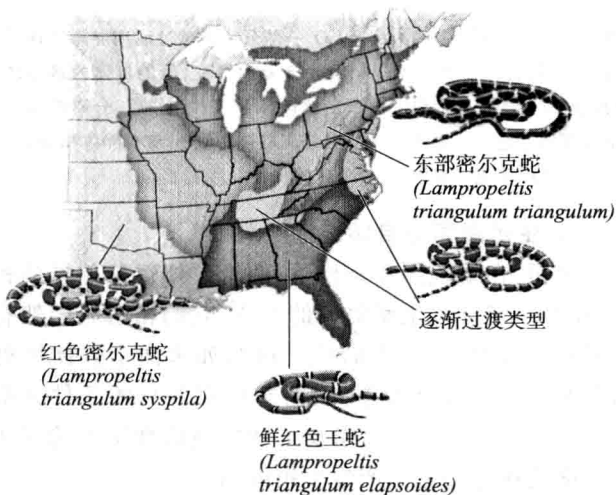 东部密尔克蛇
(Lampropeltis
triangulum triangulum)
逐渐过渡类型
红色密尔克蛇
(Lampropeltis
triangulum syspila)
鲜红色王蛇
(Lampropeltis
triangulum elapsoides)